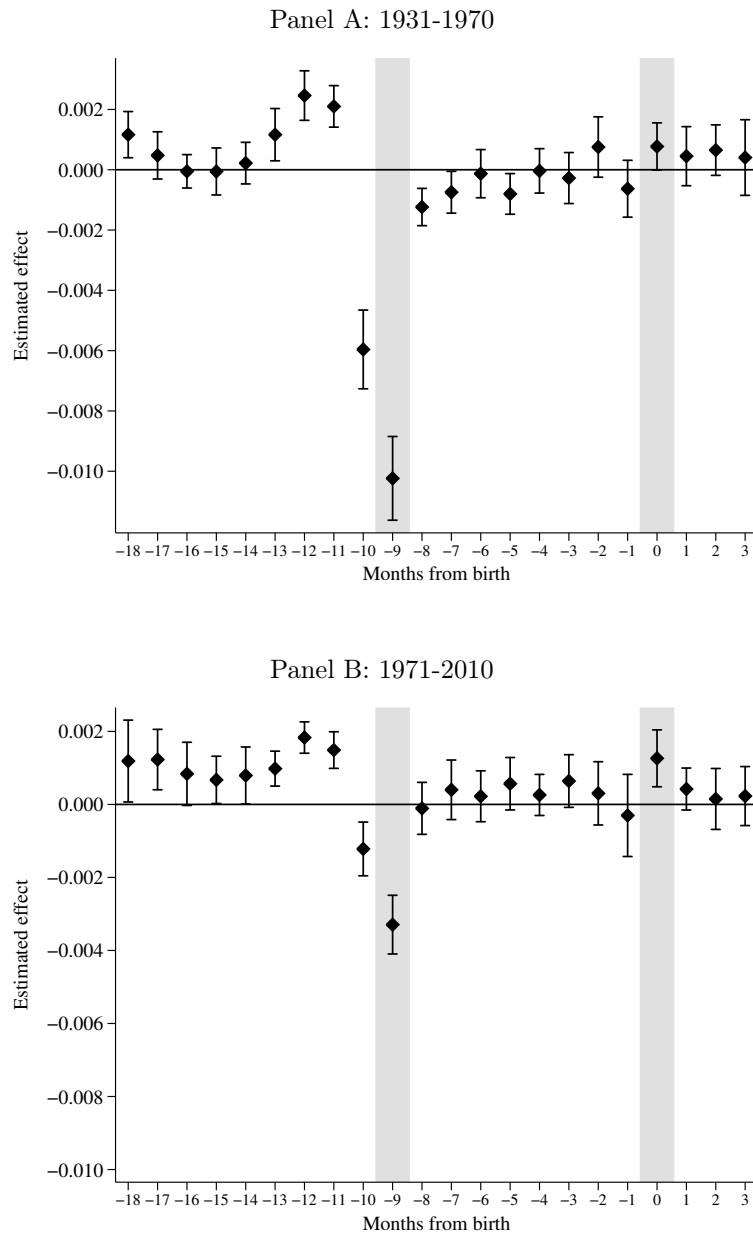 Panel A: 1931-1970
0.002
0.000
−0.002
−0.004
−0.006
−0.008
−0.010
Estimated effect
−18 −17 −16 −15 −14 −13 −12 −11 −10 −9 −8 −7 −6 −5 −4 −3 −2 −1 0 1 2 3
Months from birth
Panel B: 1971-2010
0.002
0.000
−0.002
−0.004
−0.006
−0.008
−0.010
Estimated effect
−18 −17 −16 −15 −14 −13 −12 −11 −10 −9 −8 −7 −6 −5 −4 −3 −2 −1 0 1 2 3
Months from birth